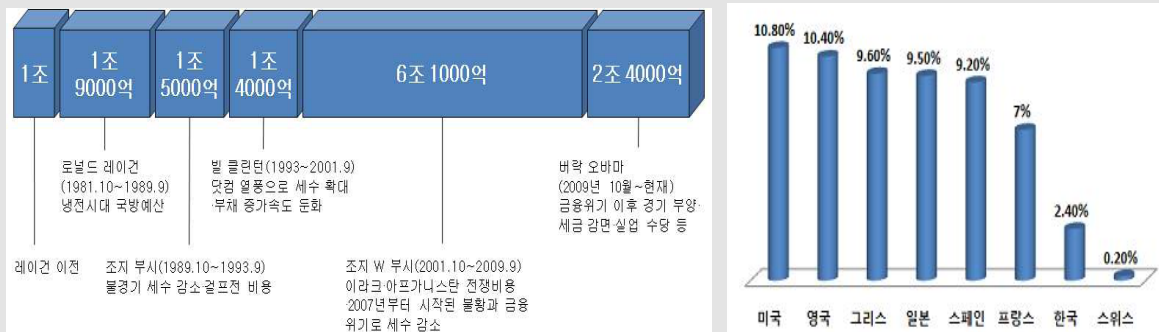 1조
1조
9000억
1조
5000억
1조
4000억
6조 1000억
2조 4000억
로널드 레이건
(1981.10~1989.9)
냉전시대 국방예산
빌 클린턴(1993~2001.9)
닷컴 열풍으로 세수 확대
·부채 증가속도 둔화
버락 오바마
(2009년 10월~현재)
금융위기 이후 경기 부양·
세금 감면·실업 수당 등
레이건 이전
조지 부시(1989.10~1993.9)
불경기 세수 감소·걸프전 비용
조지 W 부시(2001.10~2009.9)
이라크·아프가니스탄 전쟁비용
·2007년부터 시작된 불황과 금융
위기로 세수 감소
10.80%
10.40%
9.60%
9.50%
9.20%
7%
2.40%
0.20%
미국 영국 그리스 일본 스페인 프랑스 한국 스위스